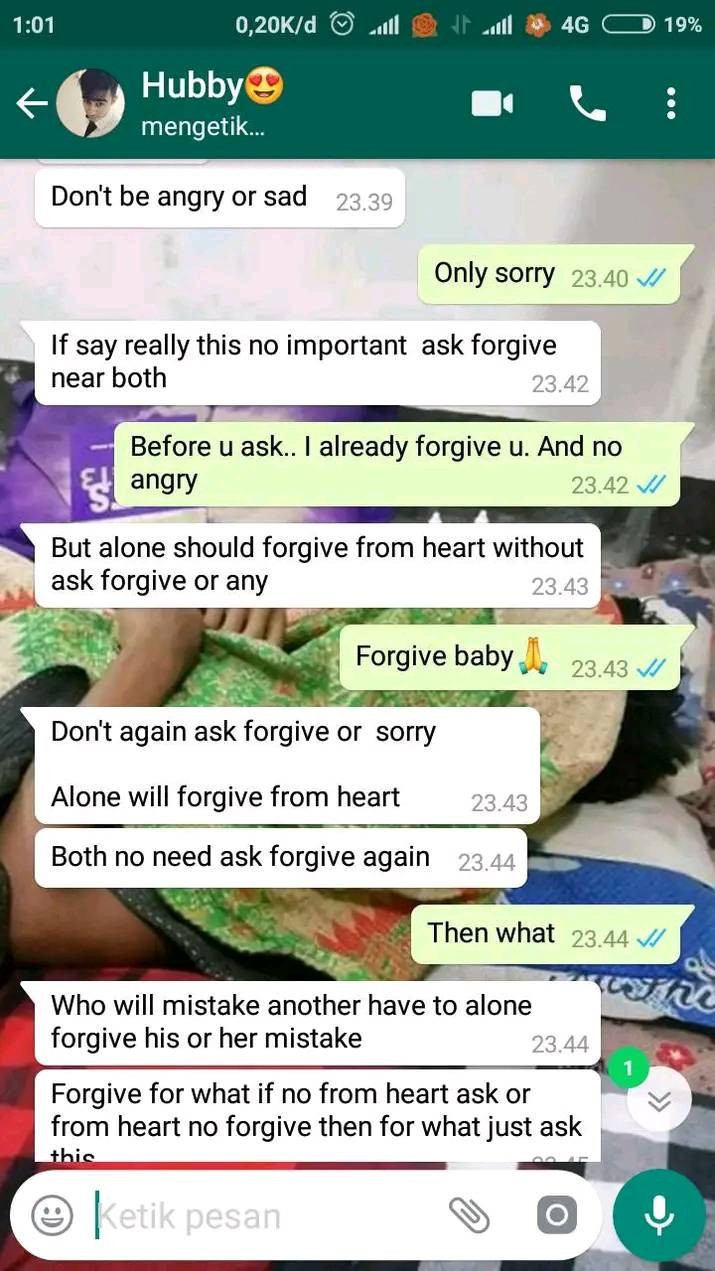 1:01 0,20K/d 4G 19%
Hubby😍
mengetik...
Don't be angry or sad 23.39
Only sorry 23.40
If say really this no important ask forgive
near both 23.42
Before u ask.. I already forgive u. And no
angry 23.42
But alone should forgive from heart without
ask forgive or any 23.43
Forgive baby🙏 23.43
Don't again ask forgive or sorry
Alone will forgive from heart 23.43
Both no need ask forgive again 23.44
Then what 23.44
Who will mistake another have to alone
forgive his or her mistake 23.44
1
Forgive for what if no from heart ask or
from heart no forgive then for what just ask
this 23.45
Ketik pesan